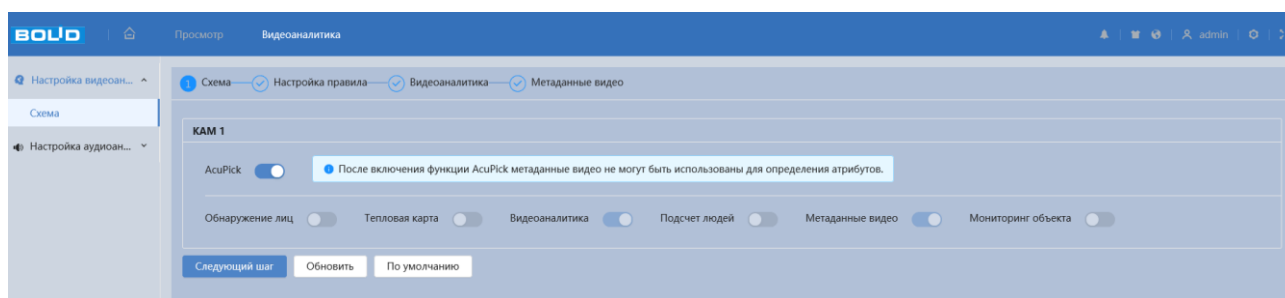 BOLID Просмотр Видеоаналитика admin
Настройка видеоан... 1 Схема Настройка правила Видеоаналитика Метаданные видео
Схема
КАМ 1
Настройка аудиоан...
AcuPick После включения функции AcuPick метаданные видео не могут быть использованы для определения атрибутов.
Обнаружение лиц Тепловая карта Видеоаналитика Подсчет людей Метаданные видео Мониторинг объекта
Следующий шаг Обновить По умолчанию